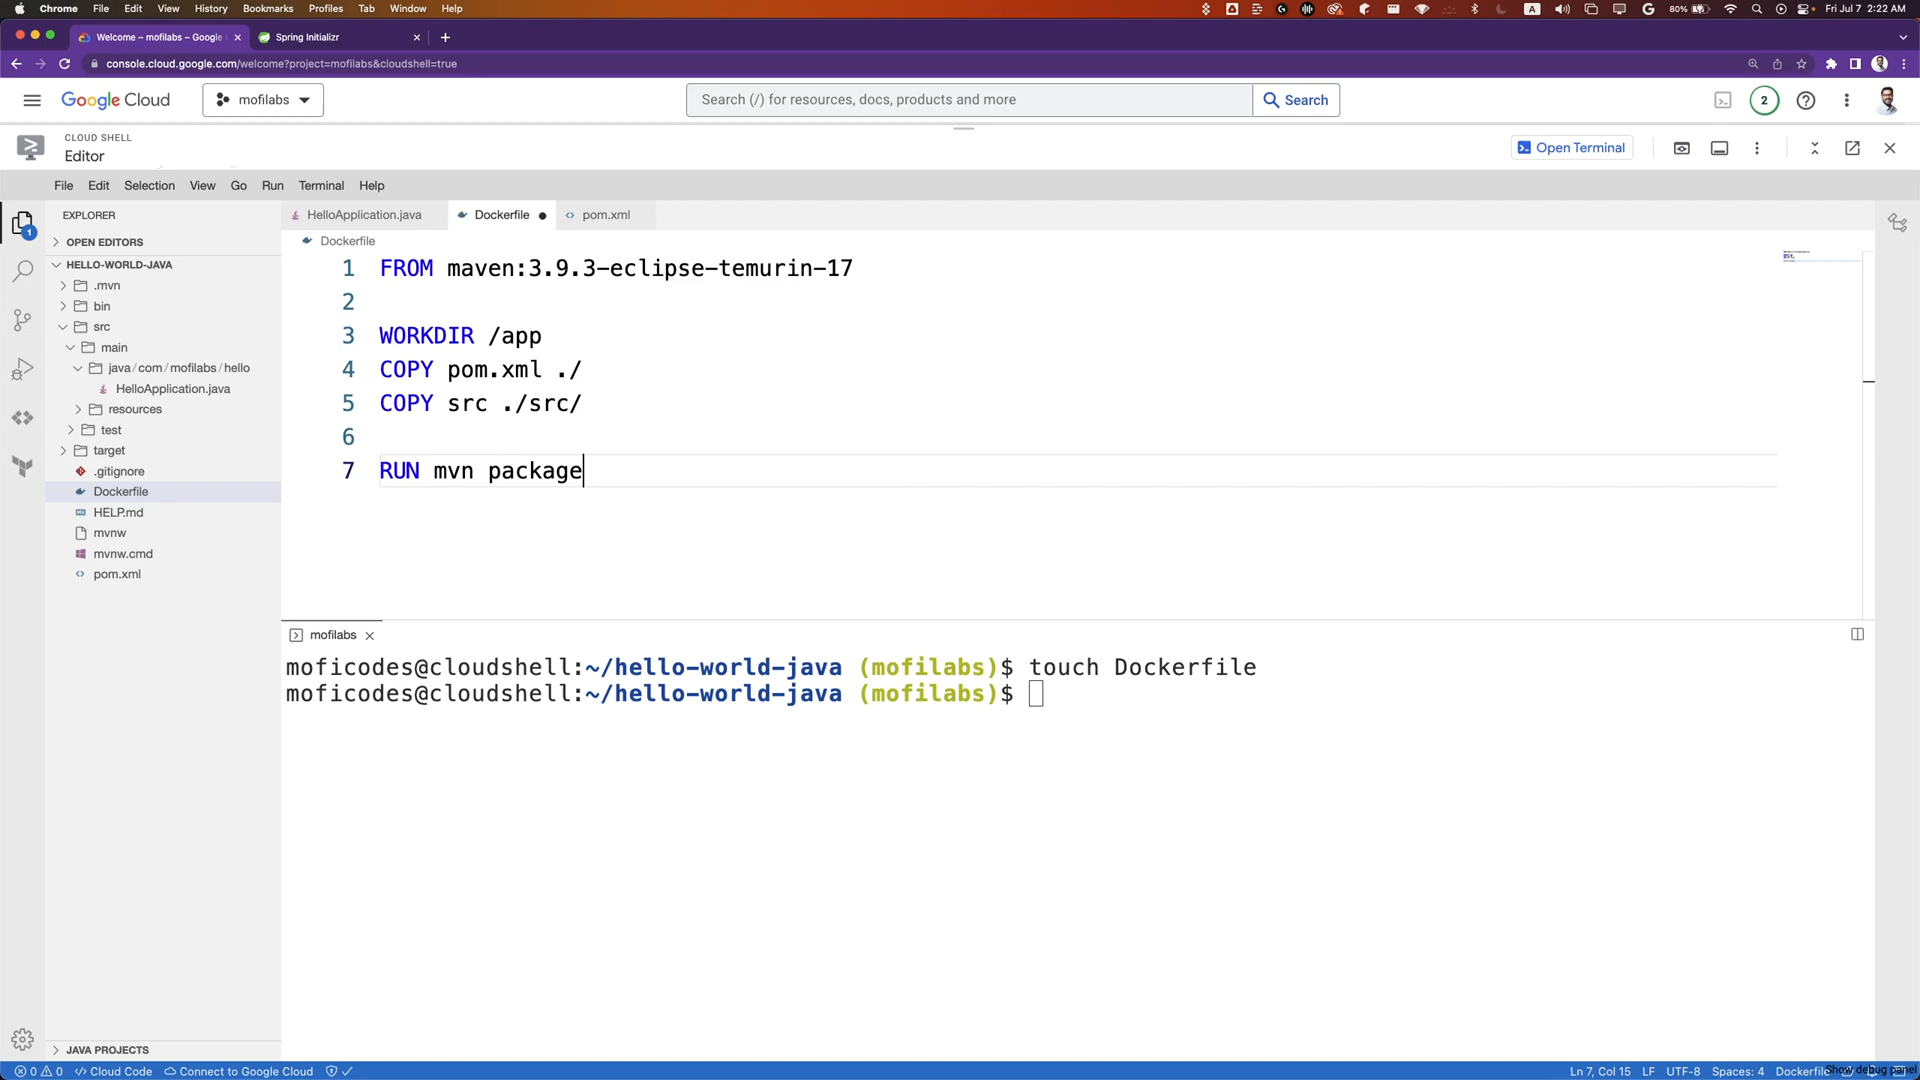 Chrome File Edit View History Bookmarks Profiles Tab Window Help 80% Fri Jul 7 2:22 AM
Welcome – mofilabs – Google Spring Initializr
console.cloud.google.com/welcome?project=mofilabs&cloudshell=true
Google Cloud mofilabs Search (/) for resources, docs, products and more Search 2
CLOUD SHELL
Editor Open Terminal
File Edit Selection View Go Run Terminal Help
EXPLORER HelloApplication.java Dockerfile pom.xml
OPEN EDITORS Dockerfile
HELLO-WORLD-JAVA
.mvn
bin
src
main
java/com/mofilabs/hello
HelloApplication.java
resources
test
target
.gitignore
Dockerfile
HELP.md
mvnw
mvnw.cmd
pom.xml
JAVA PROJECTS
1 FROM maven:3.9.3-eclipse-temurin-17
2
3 WORKDIR /app
4 COPY pom.xml ./
5 COPY src ./src/
6
7 RUN mvn package
mofilabs
moficodes@cloudshell:~/hello-world-java (mofilabs)$ touch Dockerfile
moficodes@cloudshell:~/hello-world-java (mofilabs)$
0 0 Cloud Code Connect to Google Cloud Ln 7, Col 15 LF UTF-8 Spaces: 4 Dockerfile Show debug panel